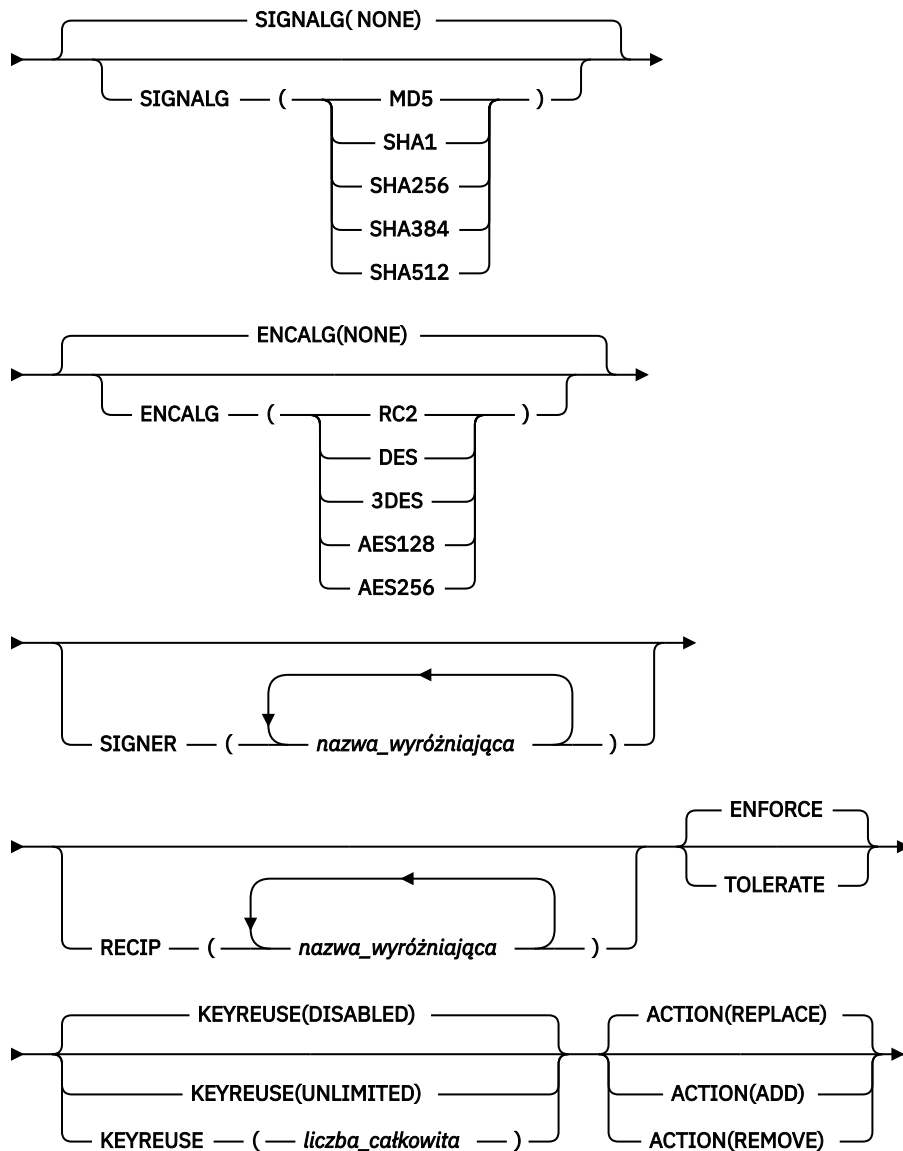 SIGNALG( NONE)
SIGNALG ( MD5 )
SHA1
SHA256
SHA384
SHA512
ENCALG(NONE)
ENCALG ( RC2 )
DES
3DES
AES128
AES256
SIGNER ( nazwa_wyróżniająca )
ENFORCE
TOLERATE
RECIP ( nazwa_wyróżniająca )
KEYREUSE(DISABLED) ACTION(REPLACE)
KEYREUSE(UNLIMITED) ACTION(ADD)
KEYREUSE ( liczba_całkowita ) ACTION(REMOVE)